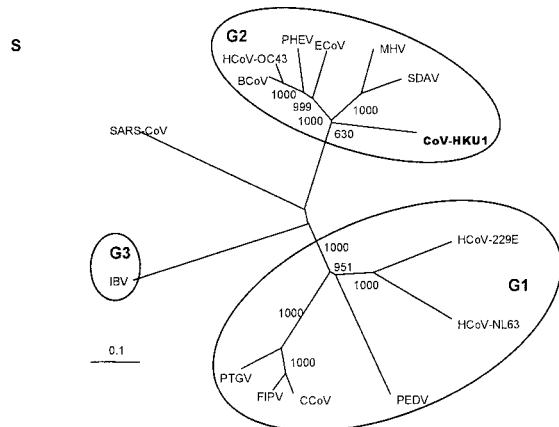 S
G2
PHEV
ECoV
MHV
HCoV-OC43
BCoV
SDAV
1000
999
1000
1000
630
CoV-HKU1
SARS-CoV
G3
IBV
1000
951
1000
HCoV-229E
G1
HCoV-NL63
1000
1000
0.1
PTGV
FIPV
CCoV
PEDV